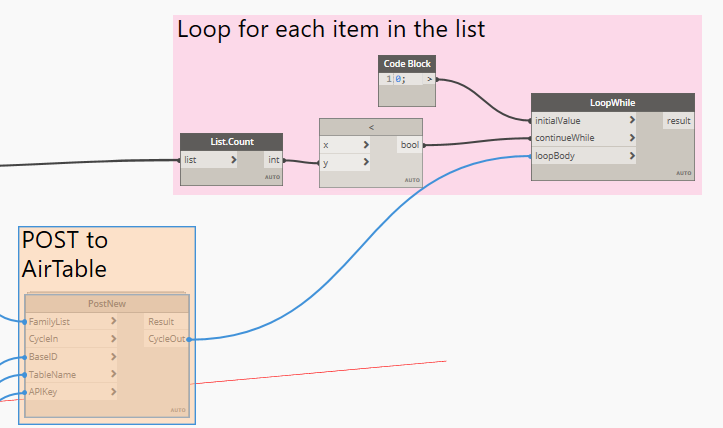 Loop for each item in the list
Code Block
1 0; >
LoopWhile
initialValue > result
continueWhile >
loopBody >
AUTO
<
x > bool
y >
AUTO
List.Count
list > int
AUTO
POST to
AirTable
PostNew
FamilyList > Result
CycleIn > CycleOut
BaseID >
TableName >
APIKey >
AUTO